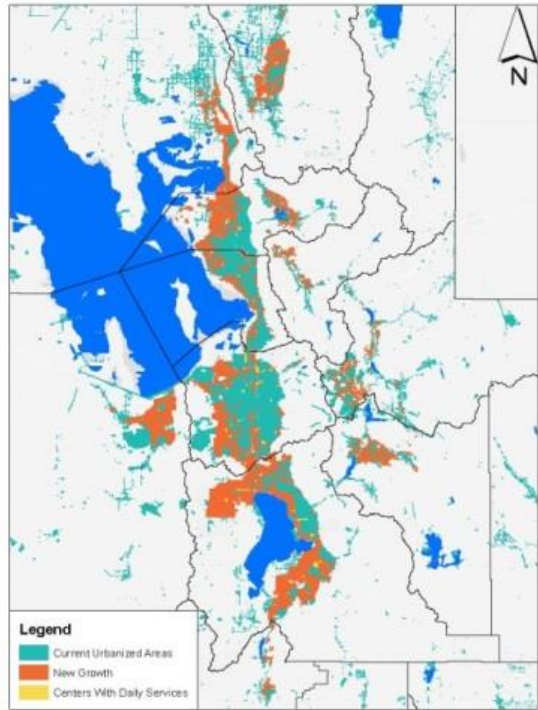 N
Legend
Current Urbanized Areas
New Growth
Centers With Daily Services